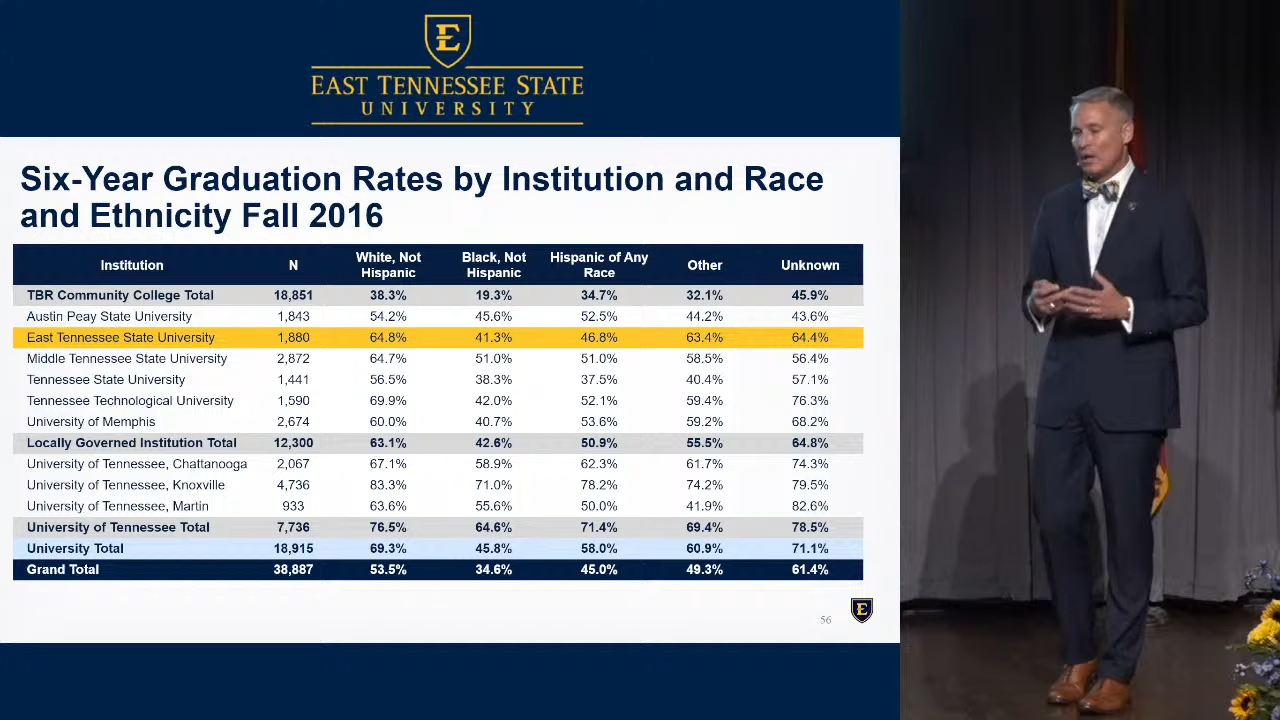 E
EAST TENNESSEE STATE
UNIVERSITY
Six-Year Graduation Rates by Institution and Race
and Ethnicity Fall 2016
Institution N White, Not Hispanic Black, Not Hispanic Hispanic of Any Race Other Unknown
TBR Community College Total 18,851 38.3% 19.3% 34.7% 32.1% 45.9%
Austin Peay State University 1,843 54.2% 45.6% 52.5% 44.2% 43.6%
East Tennessee State University 1,880 64.8% 41.3% 46.8% 63.4% 64.4%
Middle Tennessee State University 2,872 64.7% 51.0% 51.0% 58.5% 56.4%
Tennessee State University 1,441 56.5% 38.3% 37.5% 40.4% 57.1%
Tennessee Technological University 1,590 69.9% 42.0% 52.1% 59.4% 76.3%
University of Memphis 2,674 60.0% 40.7% 53.6% 59.2% 68.2%
Locally Governed Institution Total 12,300 63.1% 42.6% 50.9% 55.5% 64.8%
University of Tennessee, Chattanooga 2,067 67.1% 58.9% 62.3% 61.7% 74.3%
University of Tennessee, Knoxville 4,736 83.3% 71.0% 78.2% 74.2% 79.5%
University of Tennessee, Martin 933 63.6% 55.6% 50.0% 41.9% 82.6%
University of Tennessee Total 7,736 76.5% 64.6% 71.4% 69.4% 78.5%
University Total 18,915 69.3% 45.8% 58.0% 60.9% 71.1%
Grand Total 38,887 53.5% 34.6% 45.0% 49.3% 61.4%
56
E